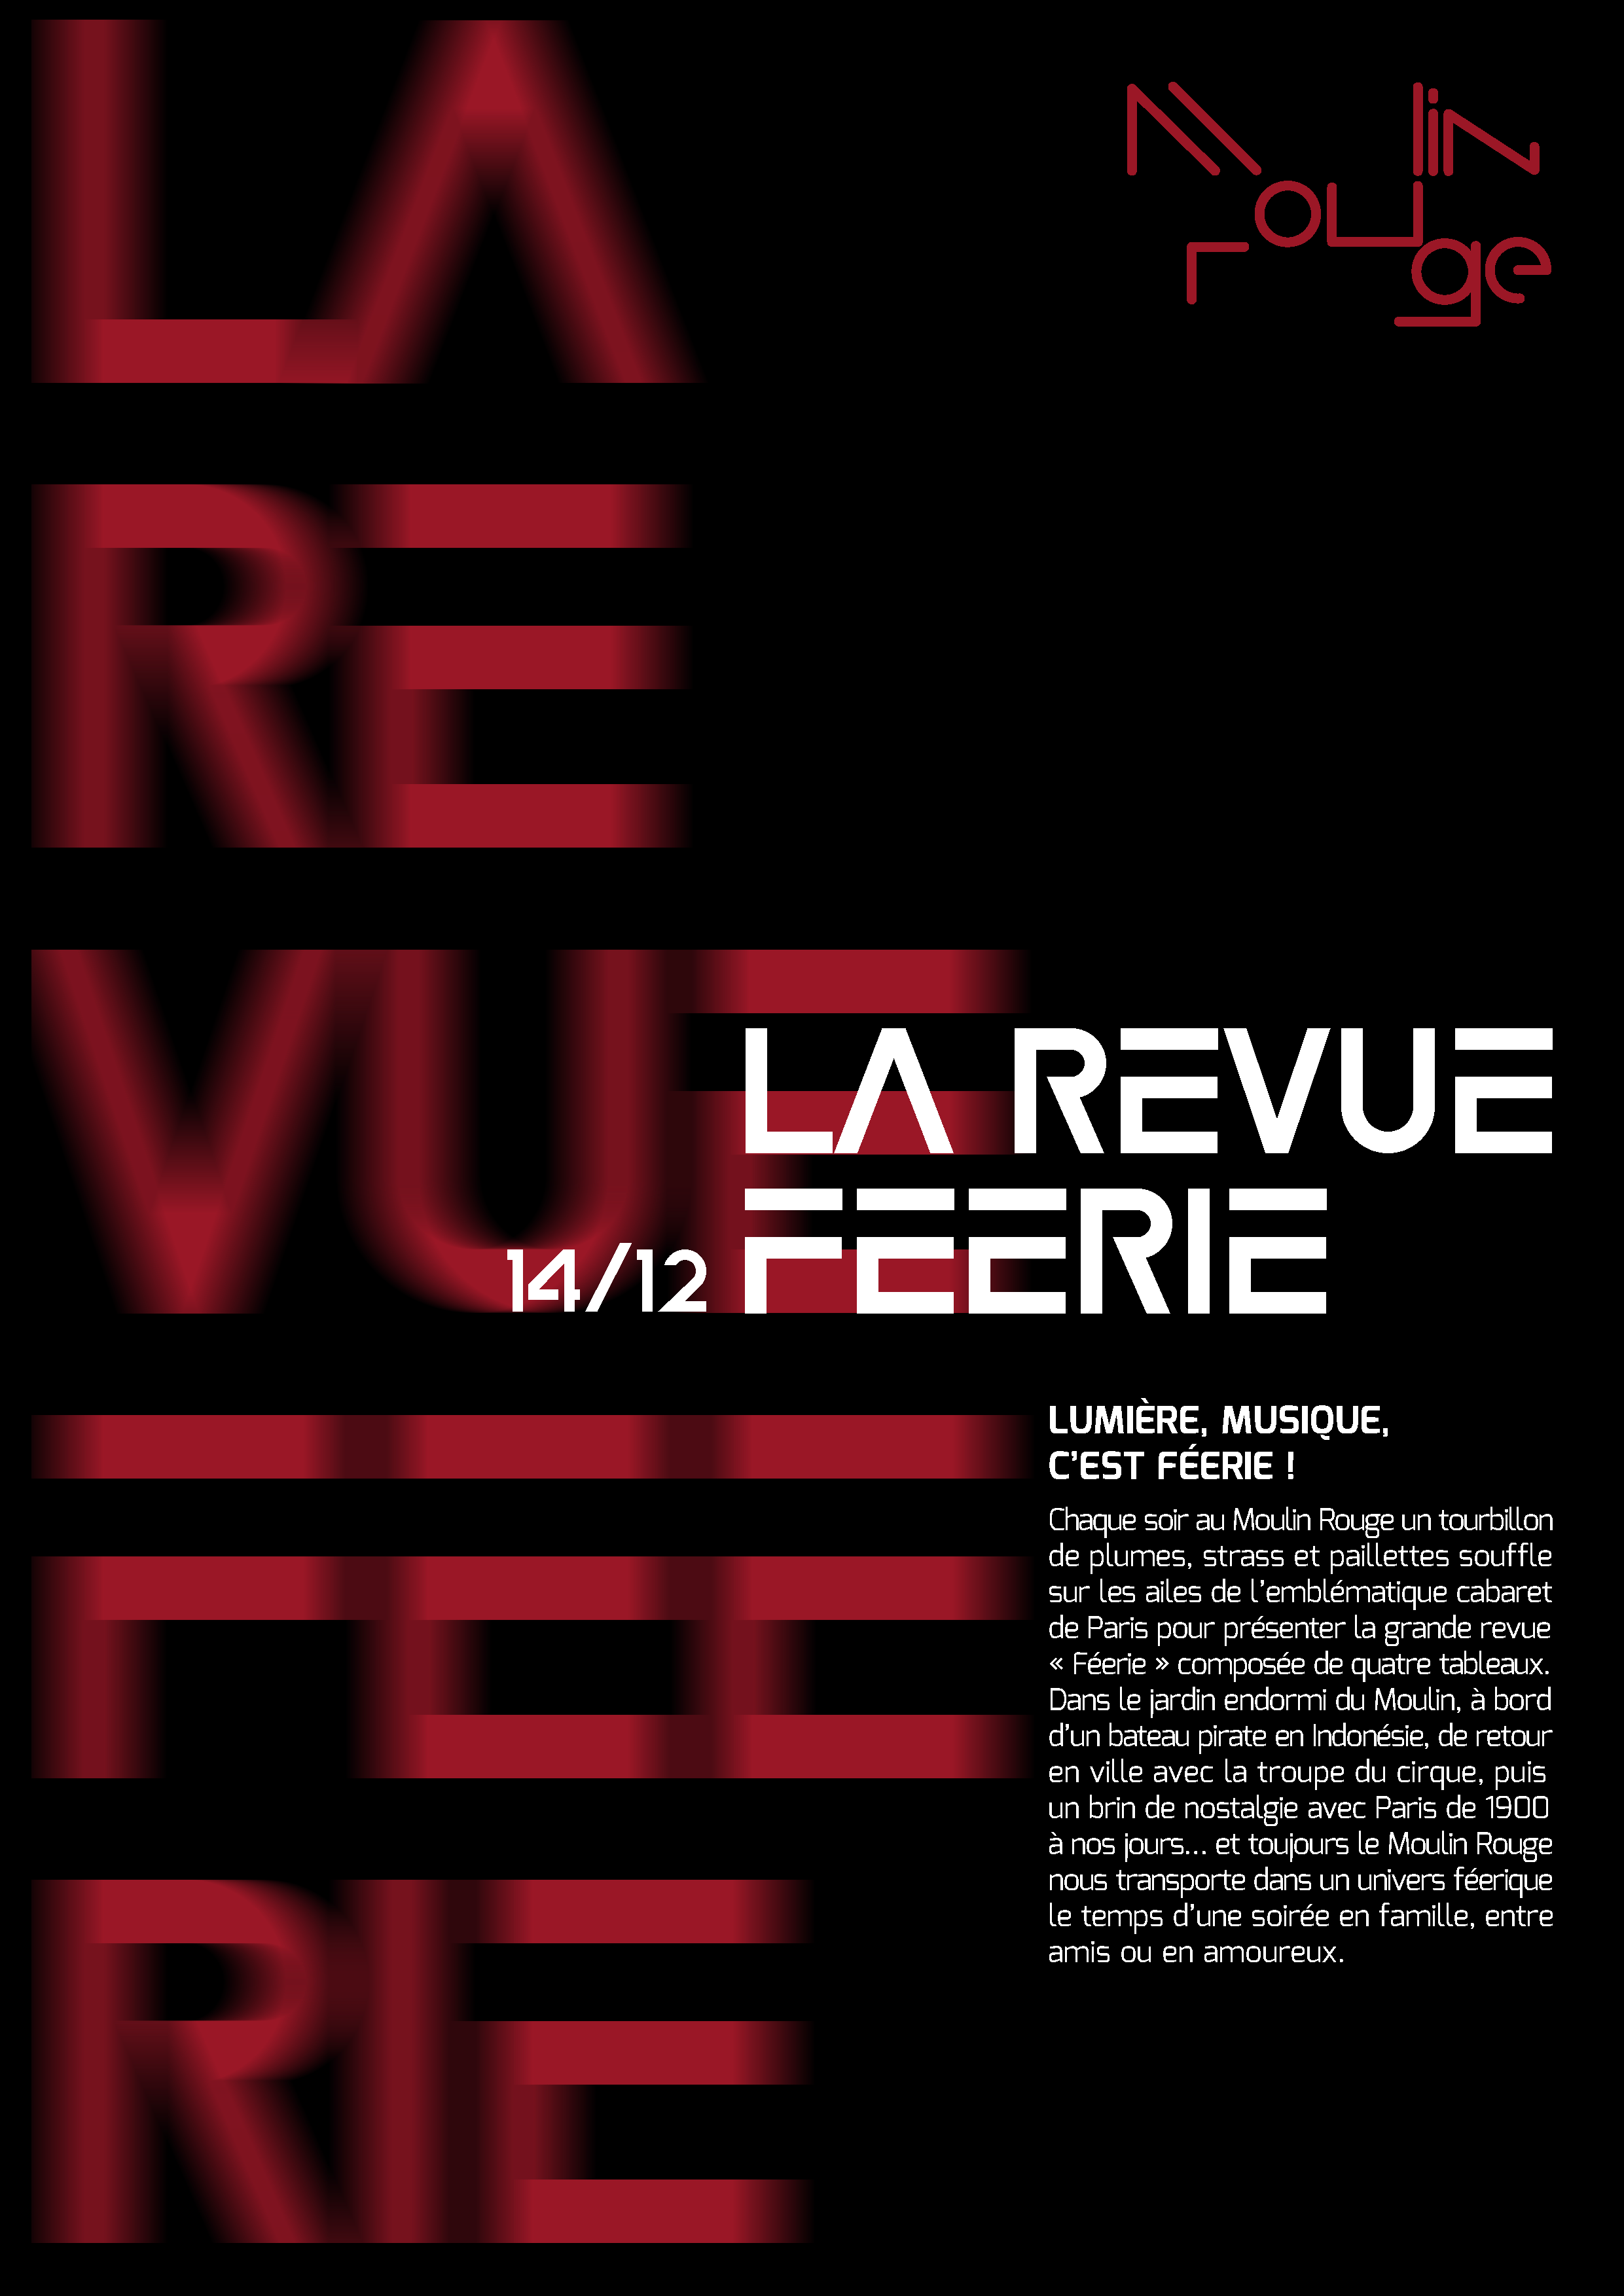 LA
RE
VUE
FEE
RIE
Moulin
rouge
LA REVUE
14/12 FEERIE
LUMIÈRE, MUSIQUE,
C’EST FÉERIE !
Chaque soir au Moulin Rouge un tourbillon
de plumes, strass et paillettes souffle
sur les ailes de l’emblématique cabaret
de Paris pour présenter la grande revue
« Féerie » composée de quatre tableaux.
Dans le jardin endormi du Moulin, à bord
d’un bateau pirate en Indonésie, de retour
en ville avec la troupe du cirque, puis
un brin de nostalgie avec Paris de 1900
à nos jours... et toujours le Moulin Rouge
nous transporte dans un univers féerique
le temps d’une soirée en famille, entre
amis ou en amoureux.